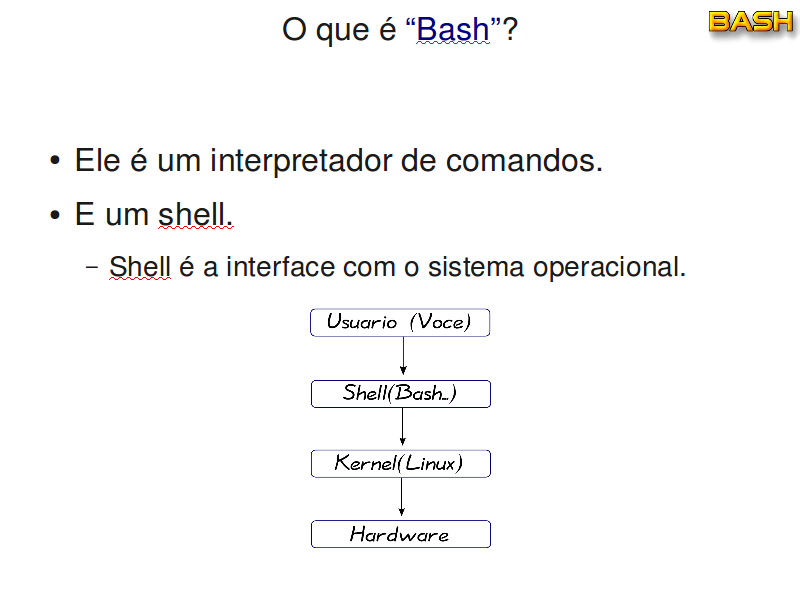 O que é “Bash”?
BASH
• Ele é um interpretador de comandos.
• E um shell.
– Shell é a interface com o sistema operacional.
Usuario (Voce)
Shell(Bash...)
Kernel(Linux)
Hardware